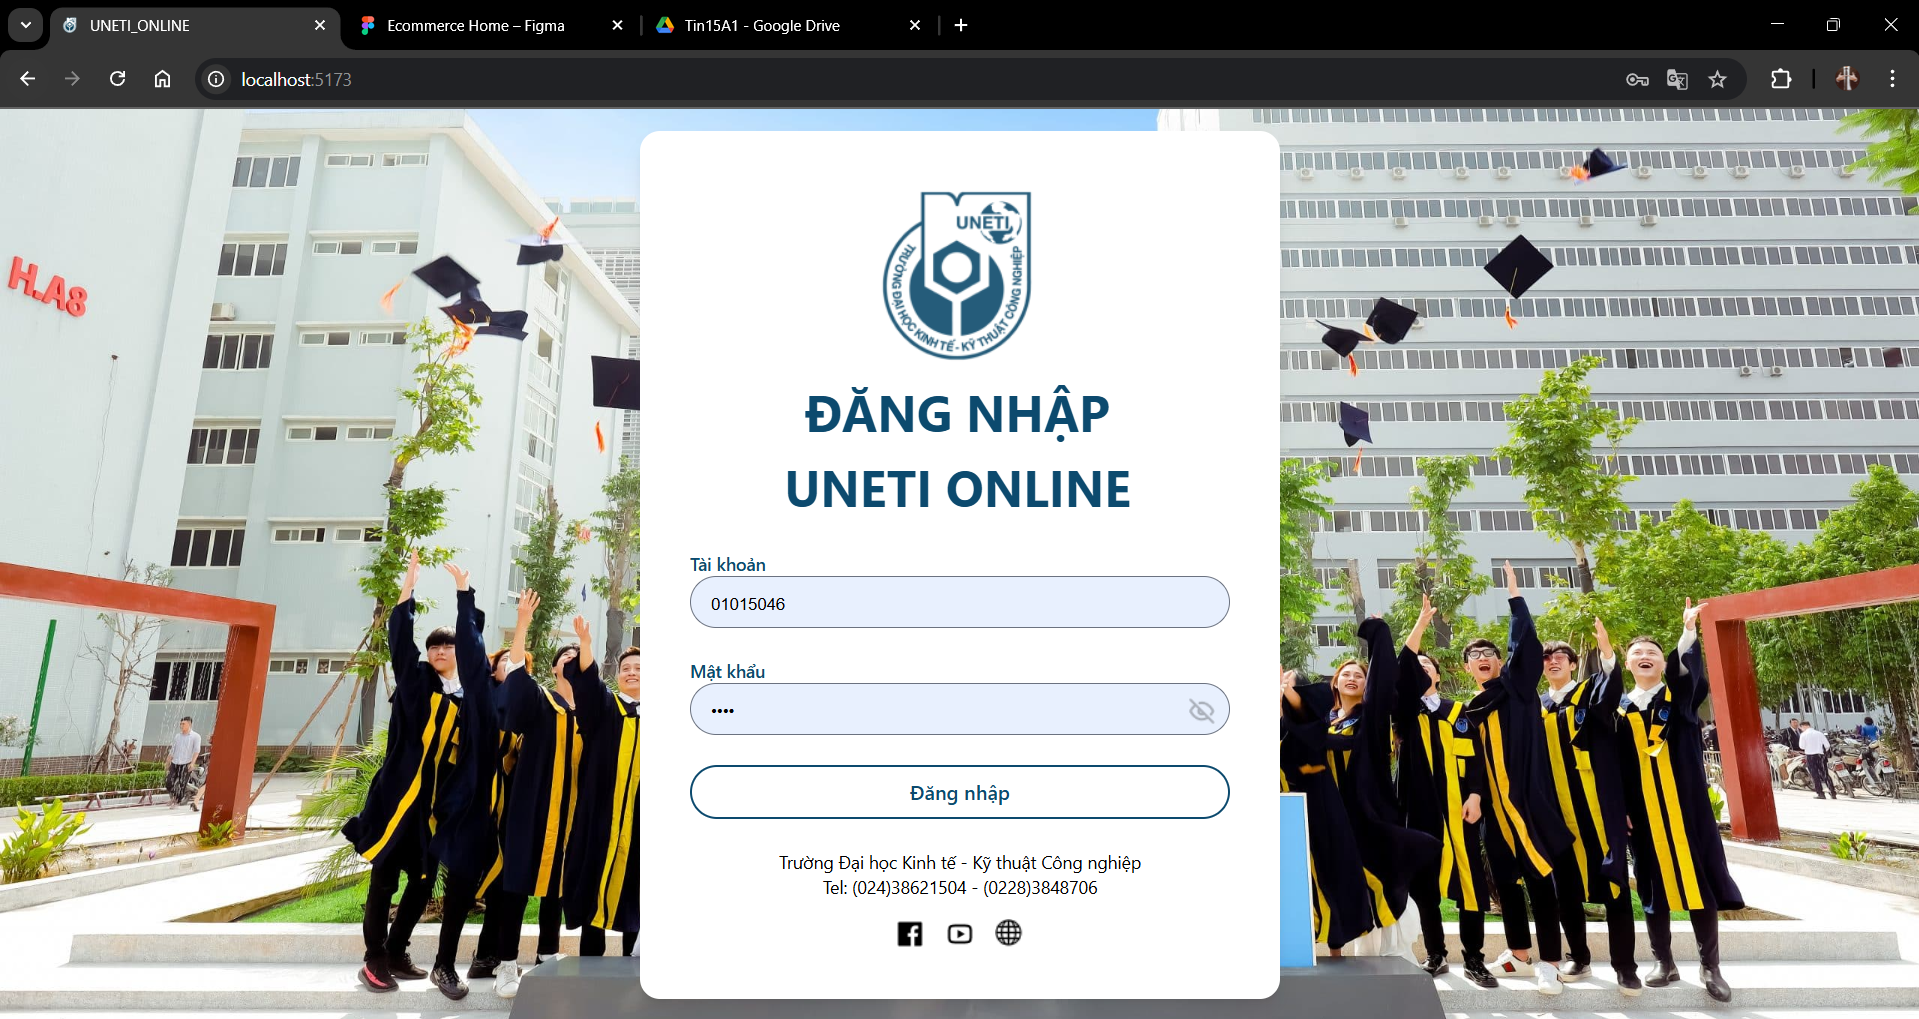 UNETI_ONLINE
Ecommerce Home – Figma
Tin15A1 - Google Drive
localhost:5173
H.A8
UNETI
TRƯỜNG ĐẠI HỌC KINH TẾ - KỸ THUẬT CÔNG NGHIỆP
ĐĂNG NHẬP
UNETI ONLINE
Tài khoản
01015046
Mật khẩu
••••
Đăng nhập
Trường Đại học Kinh tế - Kỹ thuật Công nghiệp
Tel: (024)38621504 - (0228)3848706